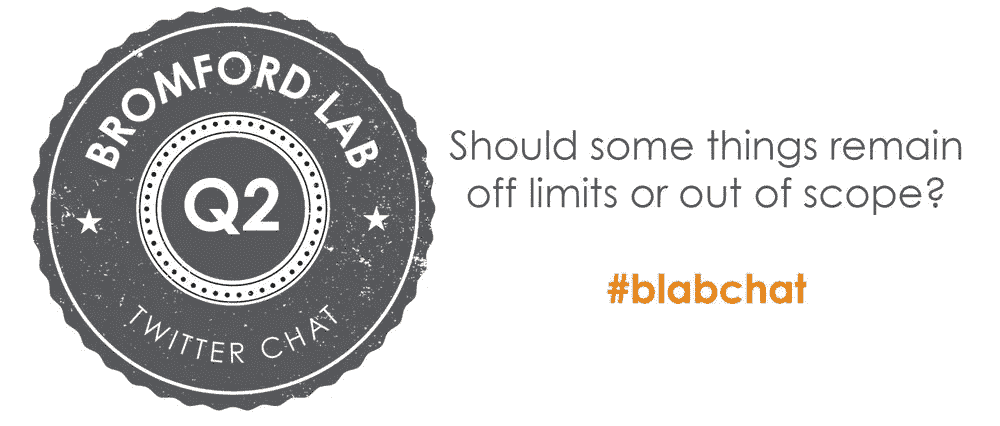 BROMFORD LAB
Q2
TWITTER CHAT
Should some things remain
off limits or out of scope?
#blabchat